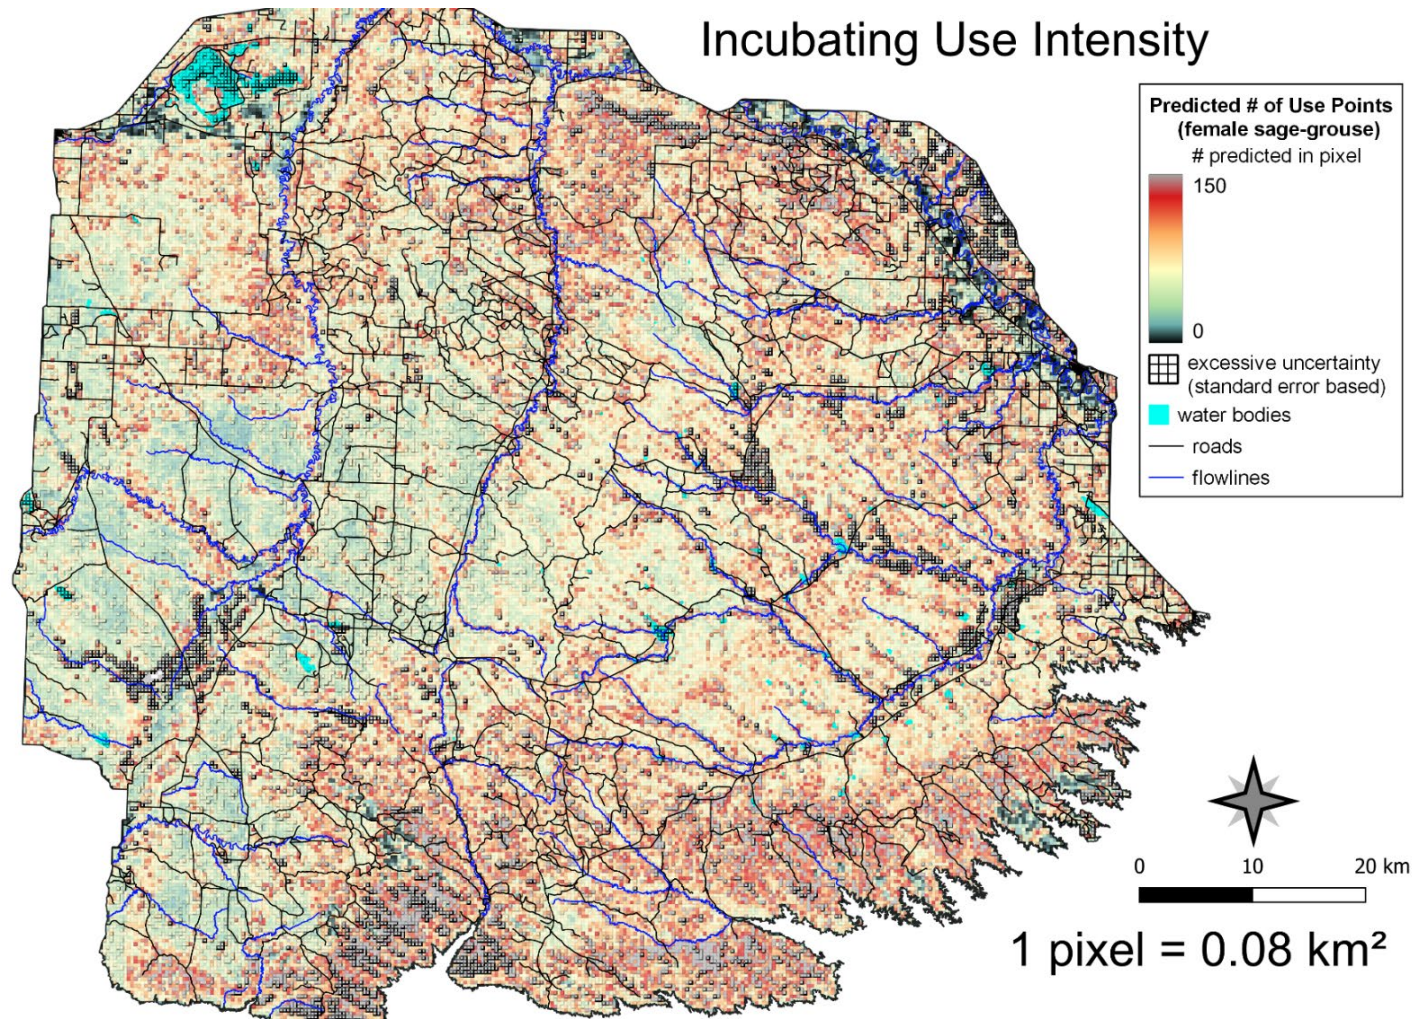 Incubating Use Intensity
Predicted # of Use Points
(female sage-grouse)
# predicted in pixel
150
0
excessive uncertainty
(standard error based)
water bodies
roads
flowlines
0 10 20 km
1 pixel = 0.08 km²